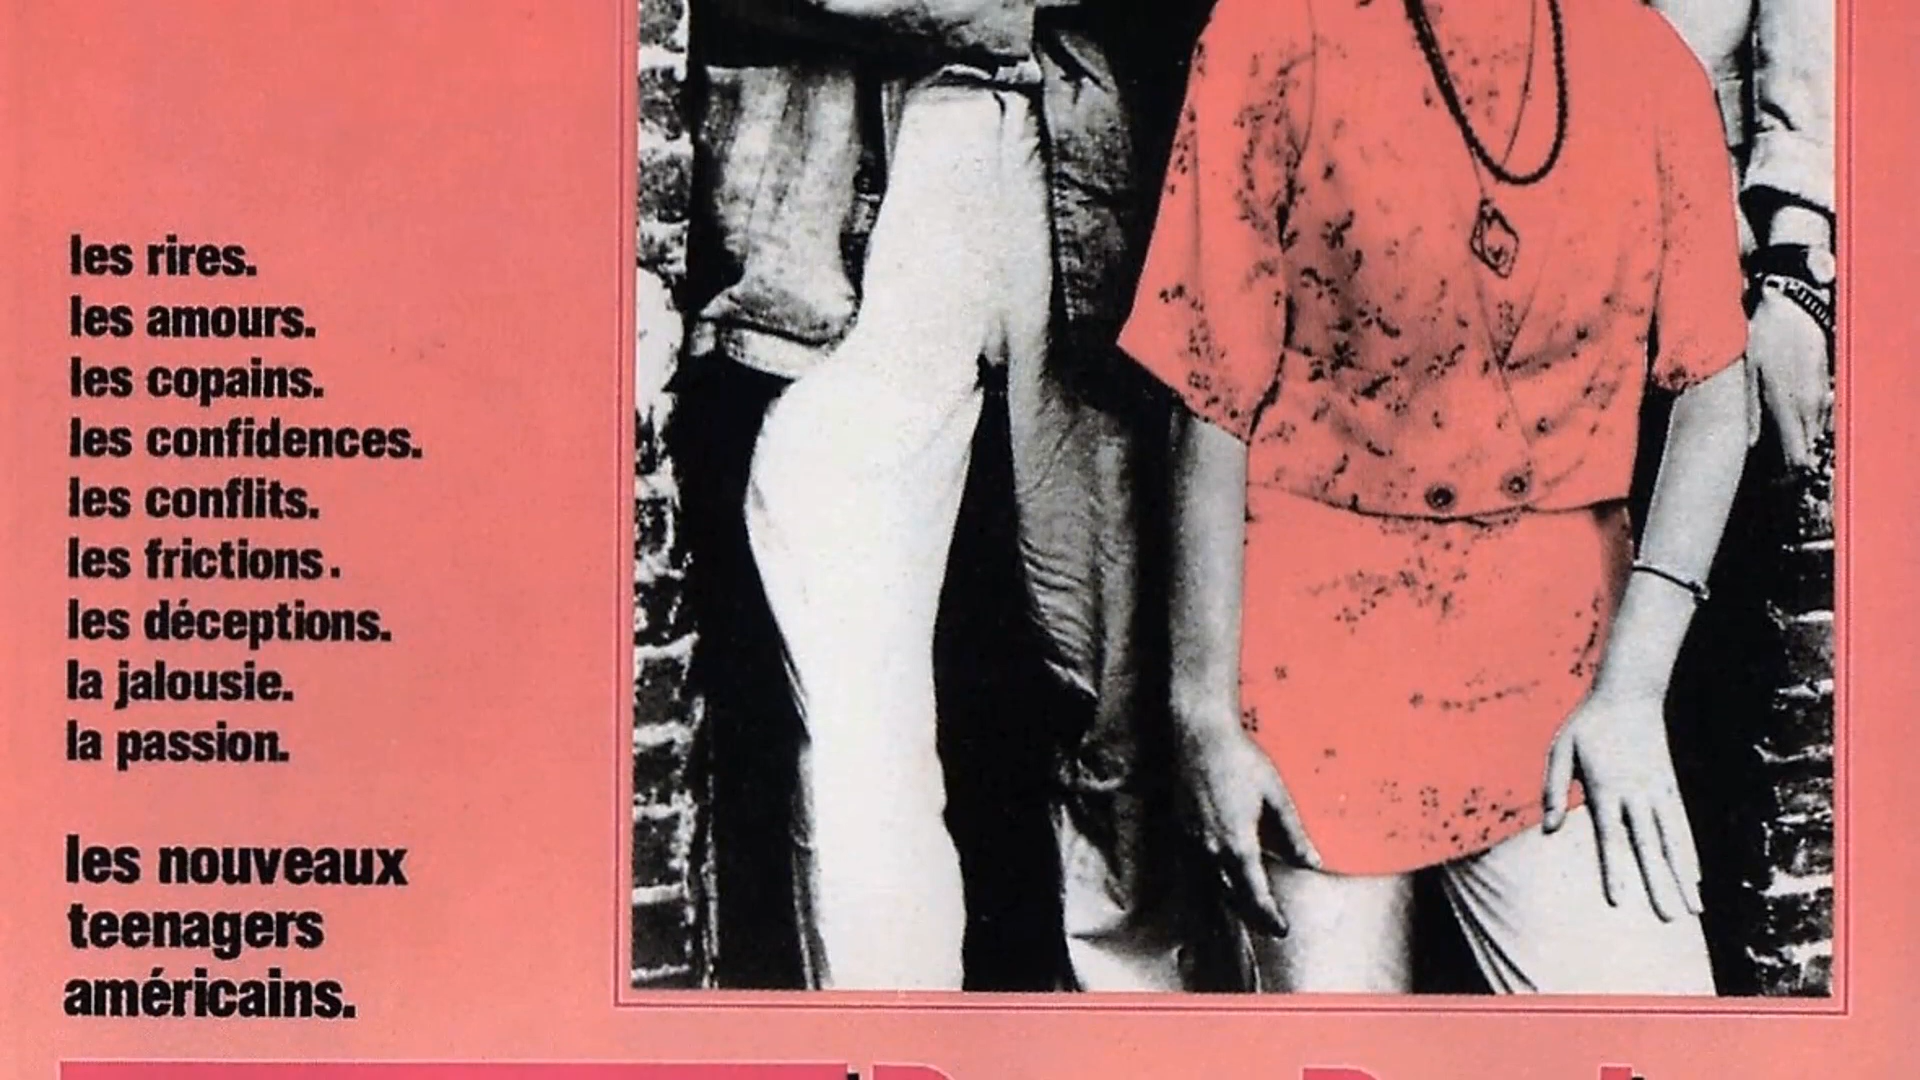 les rires.
les amours.
les copains.
les confidences.
les conflits.
les frictions.
les déceptions.
la jalousie.
la passion.
les nouveaux
teenagers
américains.